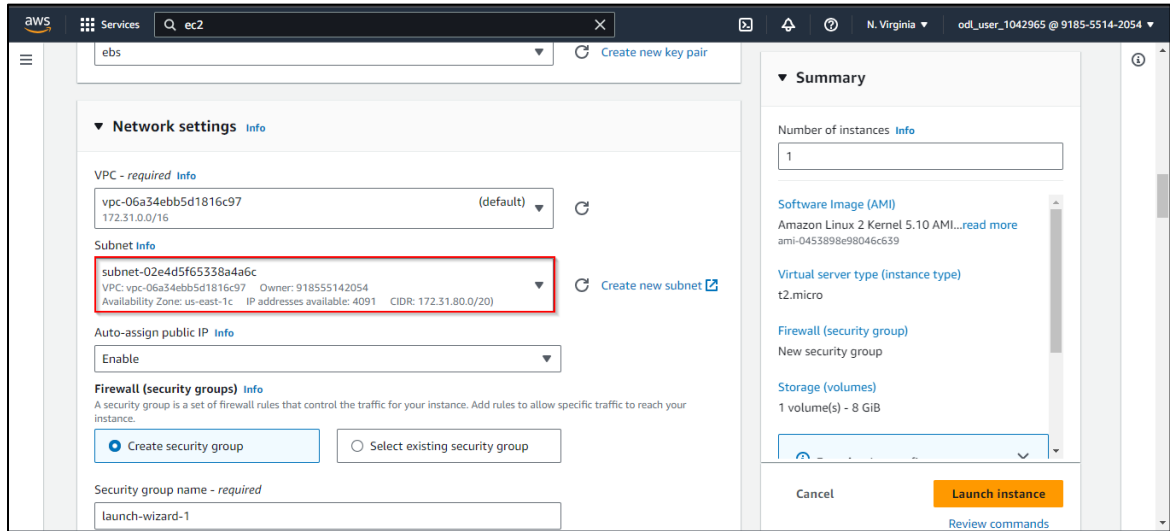 aws
Services
ec2
N. Virginia
odl_user_1042965 @ 9185-5514-2054
ebs
Create new key pair
Network settings Info
VPC - required Info
vpc-06a34ebb5d1816c97 (default)
172.31.0.0/16
Subnet Info
subnet-02e4d5f65338a4a6c
VPC: vpc-06a34ebb5d1816c97 Owner: 918555142054
Availability Zone: us-east-1c IP addresses available: 4091 CIDR: 172.31.80.0/20)
Create new subnet
Auto-assign public IP Info
Enable
Firewall (security groups) Info
A security group is a set of firewall rules that control the traffic for your instance. Add rules to allow specific traffic to reach your
instance.
Create security group
Select existing security group
Security group name - required
launch-wizard-1
Summary
Number of instances Info
1
Software Image (AMI)
Amazon Linux 2 Kernel 5.10 AMI...read more
ami-0453898e98046c639
Virtual server type (instance type)
t2.micro
Firewall (security group)
New security group
Storage (volumes)
1 volume(s) - 8 GiB
Cancel
Launch instance
Review commands